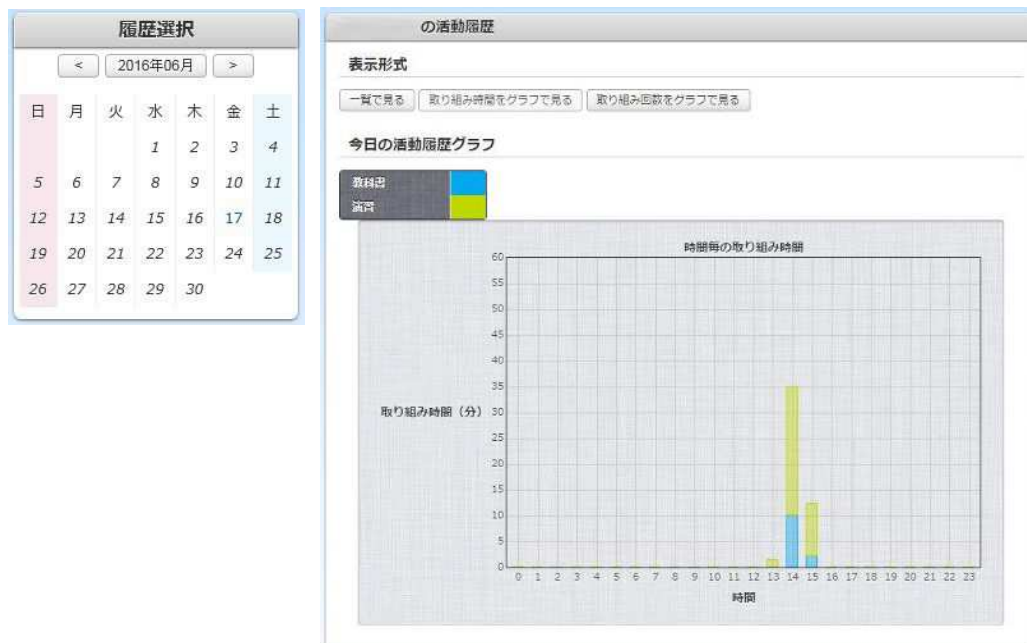 履歴選択
< 2016年06月 >
日 月 火 水 木 金 土
1 2 3 4
5 6 7 8 9 10 11
12 13 14 15 16 17 18
19 20 21 22 23 24 25
26 27 28 29 30
の活動履歴
表示形式
一覧で見る 取り組み時間をグラフで見る 取り組み回数をグラフで見る
今日の活動履歴グラフ
教科書
演習
時間毎の取り組み時間
60
55
50
45
40
35
取り組み時間（分） 30
25
20
15
10
5
0
0 1 2 3 4 5 6 7 8 9 10 11 12 13 14 15 16 17 18 19 20 21 22 23
時間